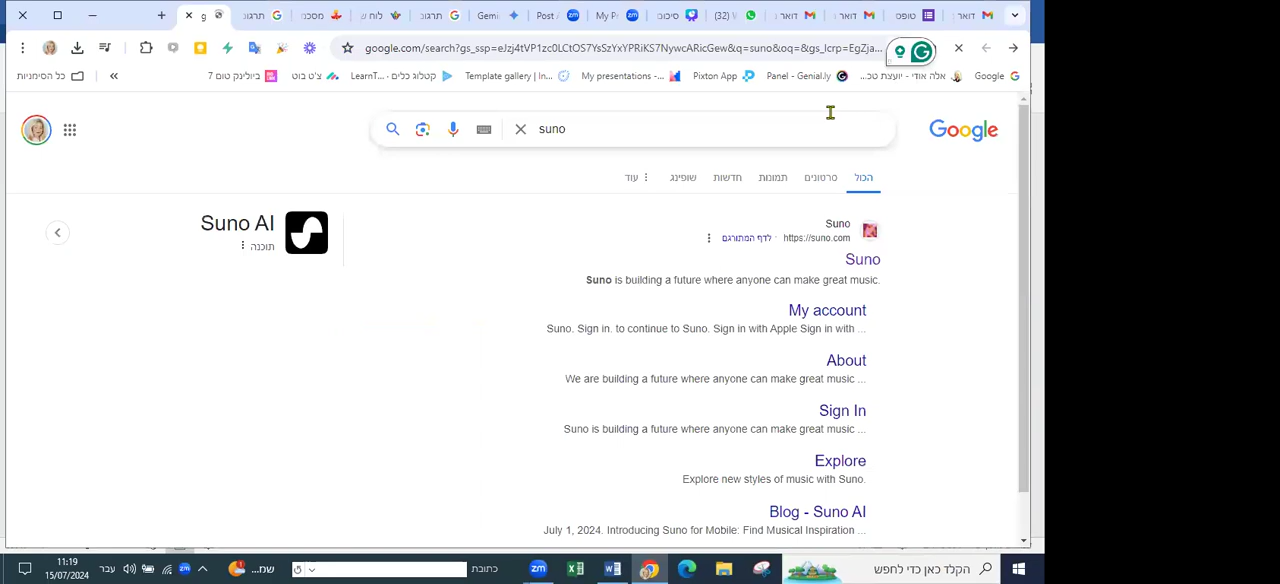 google.com/search?gs_ssp=eJzj4tVP1zc0LCtOS7YsSzYxYPRiKS7NywcARicGew&q=suno&oq=&gs_lcrp=EgZja...
Google
Panel - Genial.ly
Pixton App
My presentations -...
Template gallery | In...
קטלוג כלים
LearnT...
צ'ט בוט
ביולינק טום 7
כל הסימניות
suno
Google
הכול
סרטונים
תמונות
חדשות
שופינג
עוד
Suno
https://suno.com · לדף המתורגם
Suno
Suno is building a future where anyone can make great music.
My account
Suno. Sign in. to continue to Suno. Sign in with Apple Sign in with ...
About
We are building a future where anyone can make great music ...
Sign In
Suno is building a future where anyone can make great music ...
Explore
Explore new styles of music with Suno.
Blog - Suno AI
July 1, 2024. Introducing Suno for Mobile: Find Musical Inspiration ...
Suno AI
תוכנה
הקלד כאן כדי לחפש
כתובת
שמ...
עבר
11:19
15/07/2024